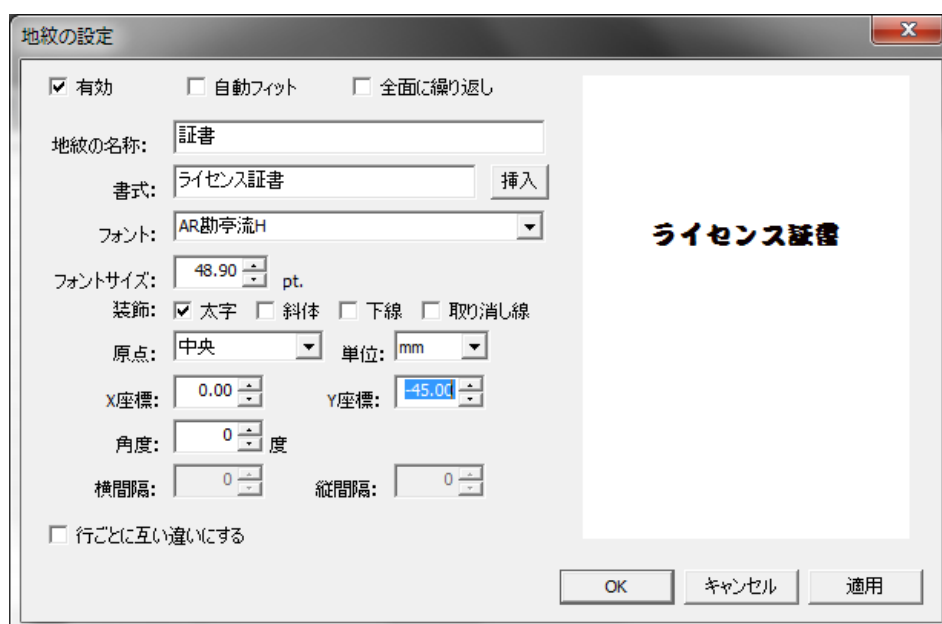 地紋の設定
有効 自動フィット 全面に繰り返し
地紋の名称: 証書
書式: ライセンス証書 挿入
フォント: AR勘亭流H
ライセンス証書
フォントサイズ: 48.90 pt.
装飾: 太字 斜体 下線 取り消し線
原点: 中央 単位: mm
X座標: 0.00 Y座標: -45.00
角度: 0 度
横間隔: 0 縦間隔: 0
行ごとに互い違いにする
OK キャンセル 適用